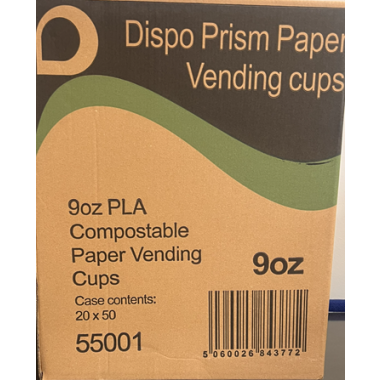 Dispo Prism Paper
Vending cups
9oz PLA
Compostable
Paper Vending
Cups
9oz
Case contents:
20 x 50
55001
5 060026 843772